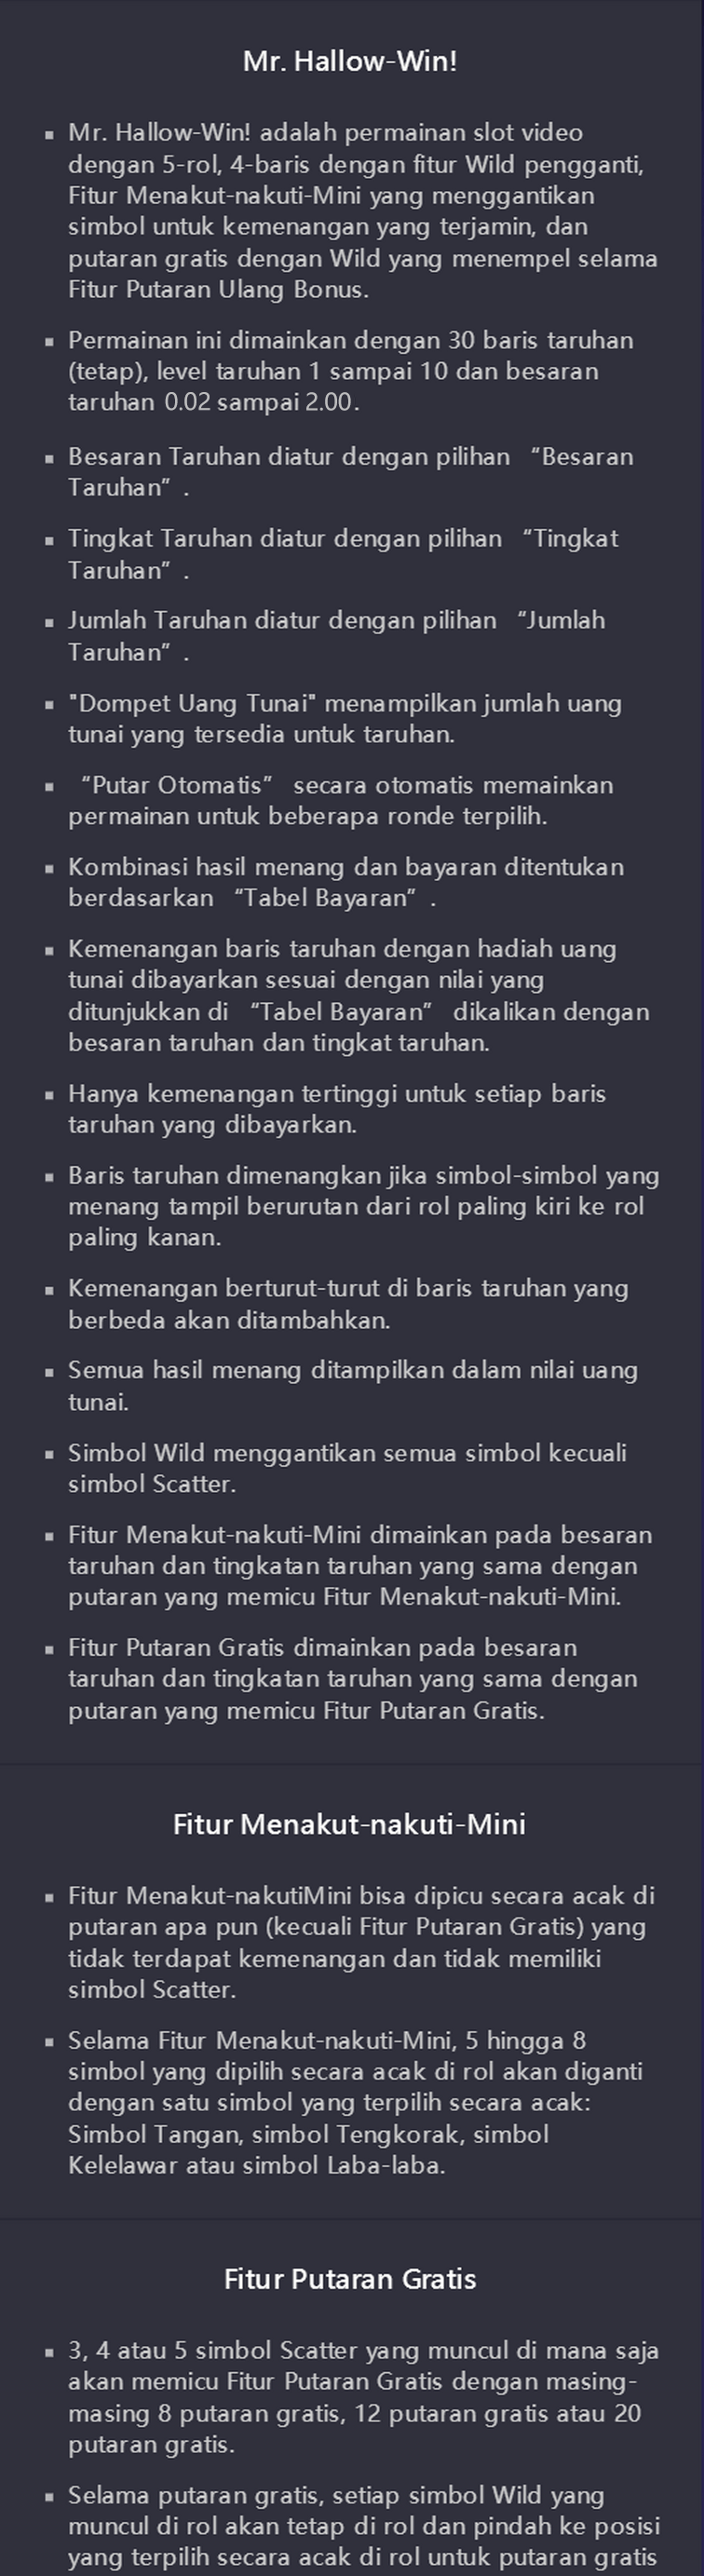 Mr. Hallow-Win!
▪ Mr. Hallow-Win! adalah permainan slot video
dengan 5-rol, 4-baris dengan fitur Wild pengganti,
Fitur Menakut-nakuti-Mini yang menggantikan
simbol untuk kemenangan yang terjamin, dan
putaran gratis dengan Wild yang menempel selama
Fitur Putaran Ulang Bonus.
▪ Permainan ini dimainkan dengan 30 baris taruhan
(tetap), level taruhan 1 sampai 10 dan besaran
taruhan 0.02 sampai 2.00.
▪ Besaran Taruhan diatur dengan pilihan “Besaran
Taruhan” .
▪ Tingkat Taruhan diatur dengan pilihan “Tingkat
Taruhan” .
▪ Jumlah Taruhan diatur dengan pilihan “Jumlah
Taruhan” .
▪ "Dompet Uang Tunai" menampilkan jumlah uang
tunai yang tersedia untuk taruhan.
▪ “Putar Otomatis” secara otomatis memainkan
permainan untuk beberapa ronde terpilih.
▪ Kombinasi hasil menang dan bayaran ditentukan
berdasarkan “Tabel Bayaran” .
▪ Kemenangan baris taruhan dengan hadiah uang
tunai dibayarkan sesuai dengan nilai yang
ditunjukkan di “Tabel Bayaran” dikalikan dengan
besaran taruhan dan tingkat taruhan.
▪ Hanya kemenangan tertinggi untuk setiap baris
taruhan yang dibayarkan.
▪ Baris taruhan dimenangkan jika simbol-simbol yang
menang tampil berurutan dari rol paling kiri ke rol
paling kanan.
▪ Kemenangan berturut-turut di baris taruhan yang
berbeda akan ditambahkan.
▪ Semua hasil menang ditampilkan dalam nilai uang
tunai.
▪ Simbol Wild menggantikan semua simbol kecuali
simbol Scatter.
▪ Fitur Menakut-nakuti-Mini dimainkan pada besaran
taruhan dan tingkatan taruhan yang sama dengan
putaran yang memicu Fitur Menakut-nakuti-Mini.
▪ Fitur Putaran Gratis dimainkan pada besaran
taruhan dan tingkatan taruhan yang sama dengan
putaran yang memicu Fitur Putaran Gratis.
Fitur Menakut-nakuti-Mini
▪ Fitur Menakut-nakutiMini bisa dipicu secara acak di
putaran apa pun (kecuali Fitur Putaran Gratis) yang
tidak terdapat kemenangan dan tidak memiliki
simbol Scatter.
▪ Selama Fitur Menakut-nakuti-Mini, 5 hingga 8
simbol yang dipilih secara acak di rol akan diganti
dengan satu simbol yang terpilih secara acak:
Simbol Tangan, simbol Tengkorak, simbol
Kelelawar atau simbol Laba-laba.
Fitur Putaran Gratis
▪ 3, 4 atau 5 simbol Scatter yang muncul di mana saja
akan memicu Fitur Putaran Gratis dengan masing-
masing 8 putaran gratis, 12 putaran gratis atau 20
putaran gratis.
▪ Selama putaran gratis, setiap simbol Wild yang
muncul di rol akan tetap di rol dan pindah ke posisi
yang terpilih secara acak di rol untuk putaran gratis